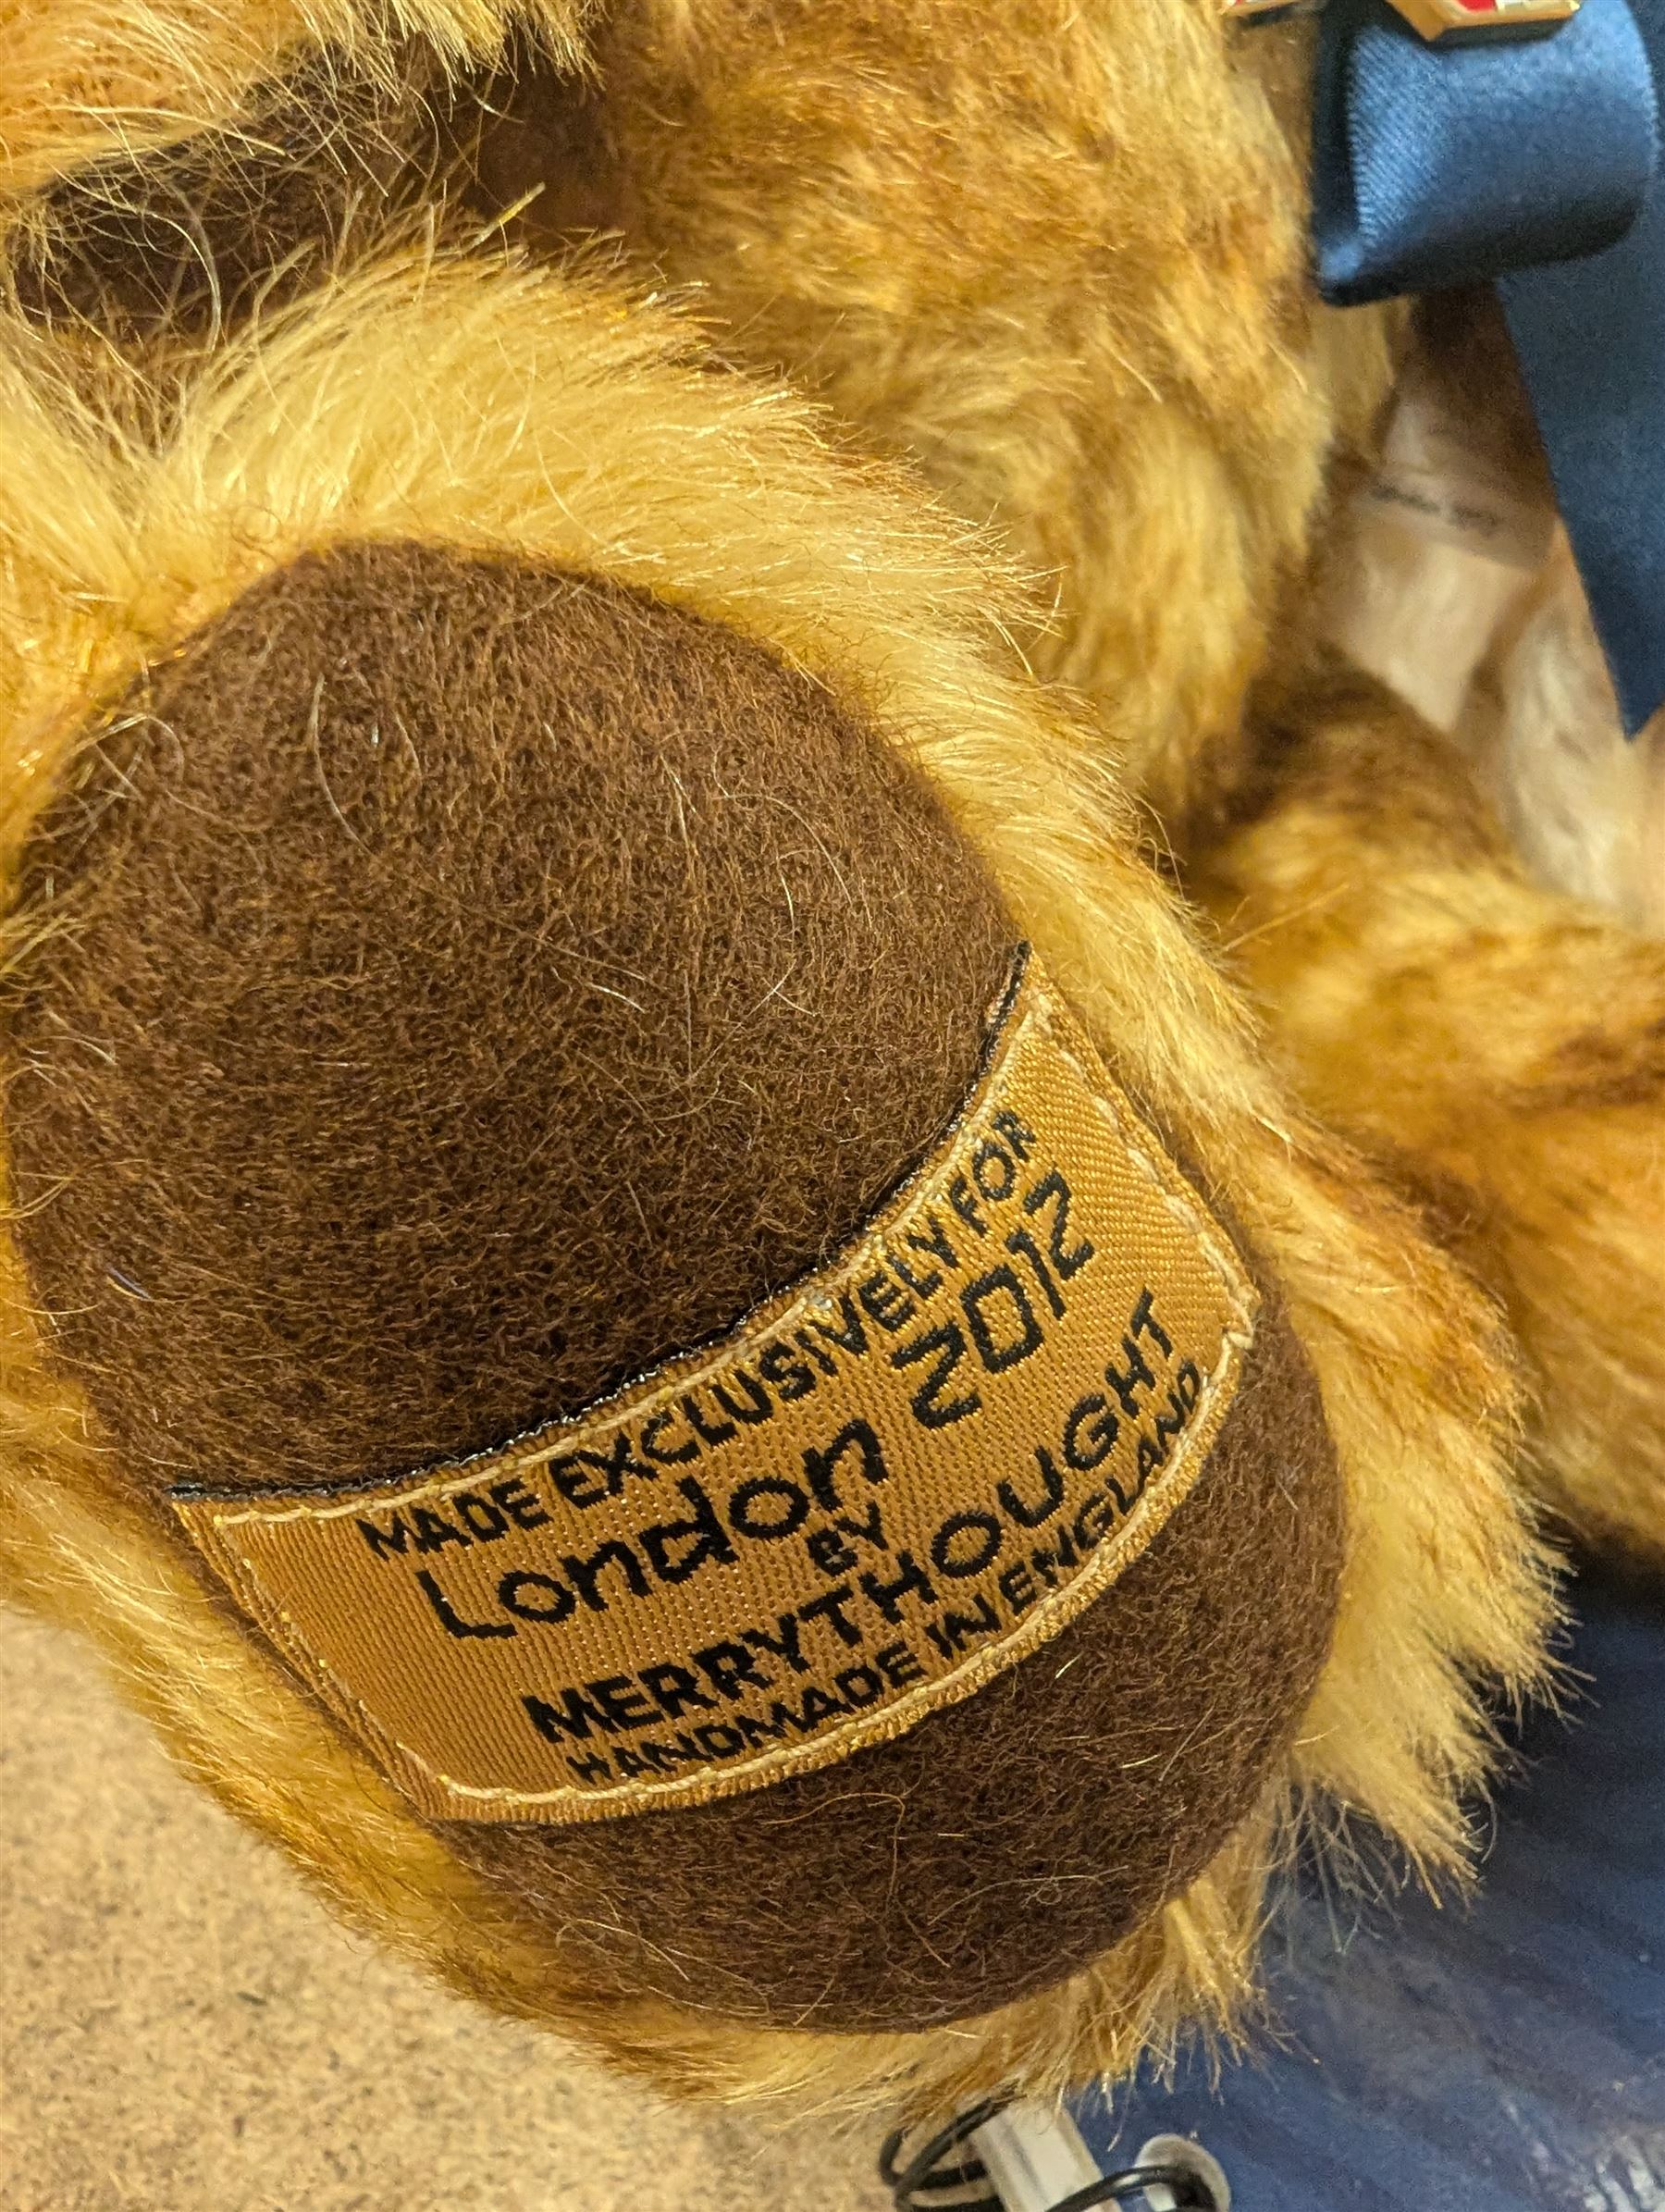 MADE EXCLUSIVELY FOR
London 2012
BY
MERRYTHOUGHT
HANDMADE IN ENGLAND